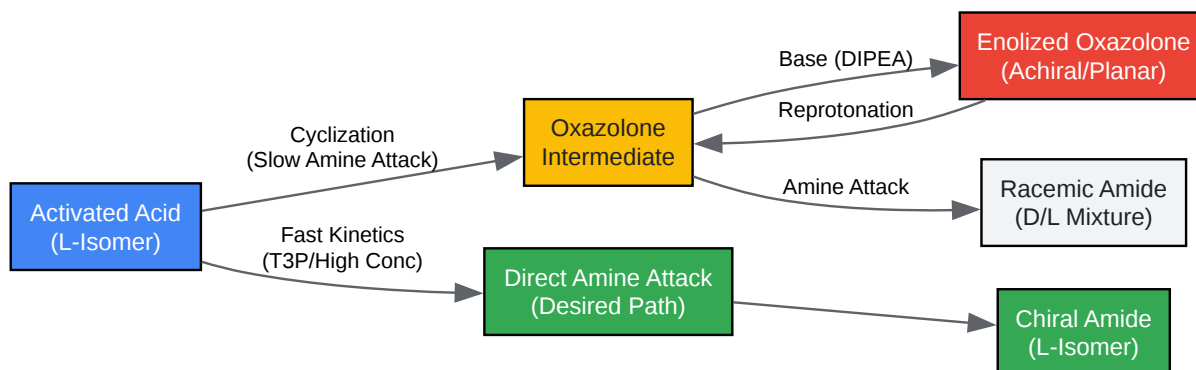 Activated Acid
(L-Isomer)
Cyclization
(Slow Amine Attack)
Fast Kinetics
(T3P/High Conc)
Oxazolone
Intermediate
Direct Amine Attack
(Desired Path)
Base (DIPEA)
Reprotonation
Amine Attack
Enolized Oxazolone
(Achiral/Planar)
Racemic Amide
(D/L Mixture)
Chiral Amide
(L-Isomer)